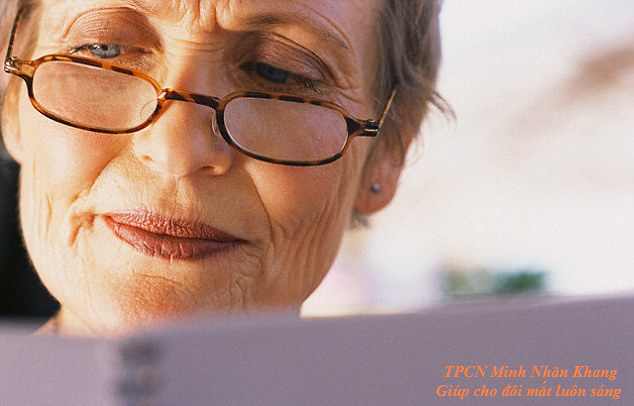 TPCN Minh Nhãn Khang
Giúp cho đôi mắt luôn sáng